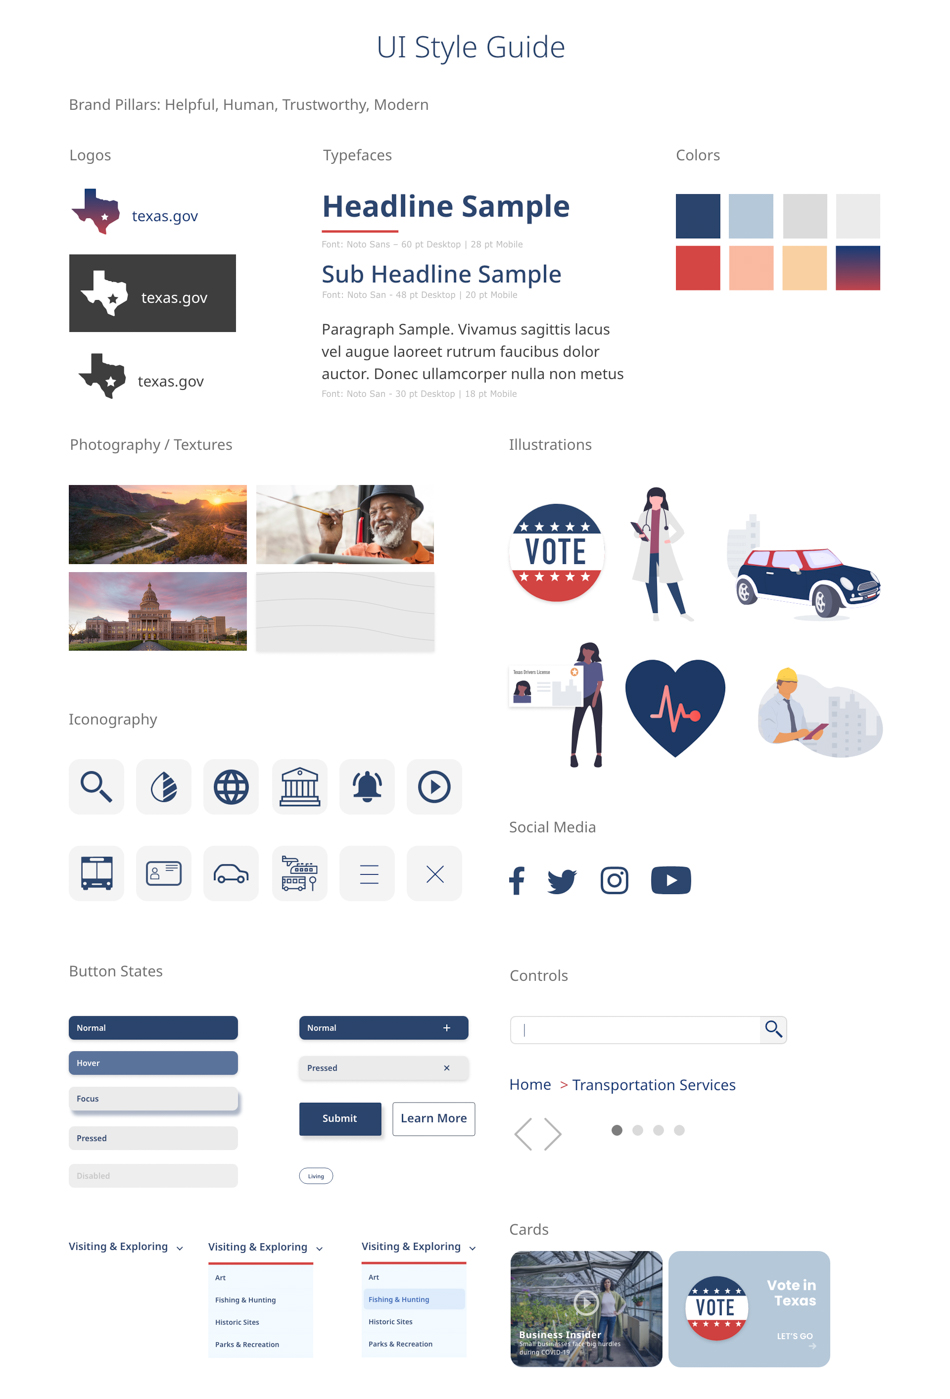 UI Style Guide
Brand Pillars: Helpful, Human, Trustworthy, Modern
Logos
Typefaces
Colors
texas.gov
texas.gov
texas.gov
Headline Sample
Font: Noto Sans – 60 pt Desktop | 28 pt Mobile
Sub Headline Sample
Font: Noto San - 48 pt Desktop | 20 pt Mobile
Paragraph Sample. Vivamus sagittis lacus
vel augue laoreet rutrum faucibus dolor
auctor. Donec ullamcorper nulla non metus
Font: Noto San - 30 pt Desktop | 18 pt Mobile
Photography / Textures
Illustrations
VOTE
Texas Drivers License
Iconography
Social Media
Button States
Normal
Hover
Focus
Pressed
Disabled
Normal
Pressed
Submit
Learn More
Living
Controls
Home > Transportation Services
Visiting & Exploring
Visiting & Exploring
Art
Fishing & Hunting
Historic Sites
Parks & Recreation
Visiting & Exploring
Art
Fishing & Hunting
Historic Sites
Parks & Recreation
Cards
Business Insider
Small businesses face big hurdles
during COVID-19
VOTE
Vote in
Texas
LET'S GO